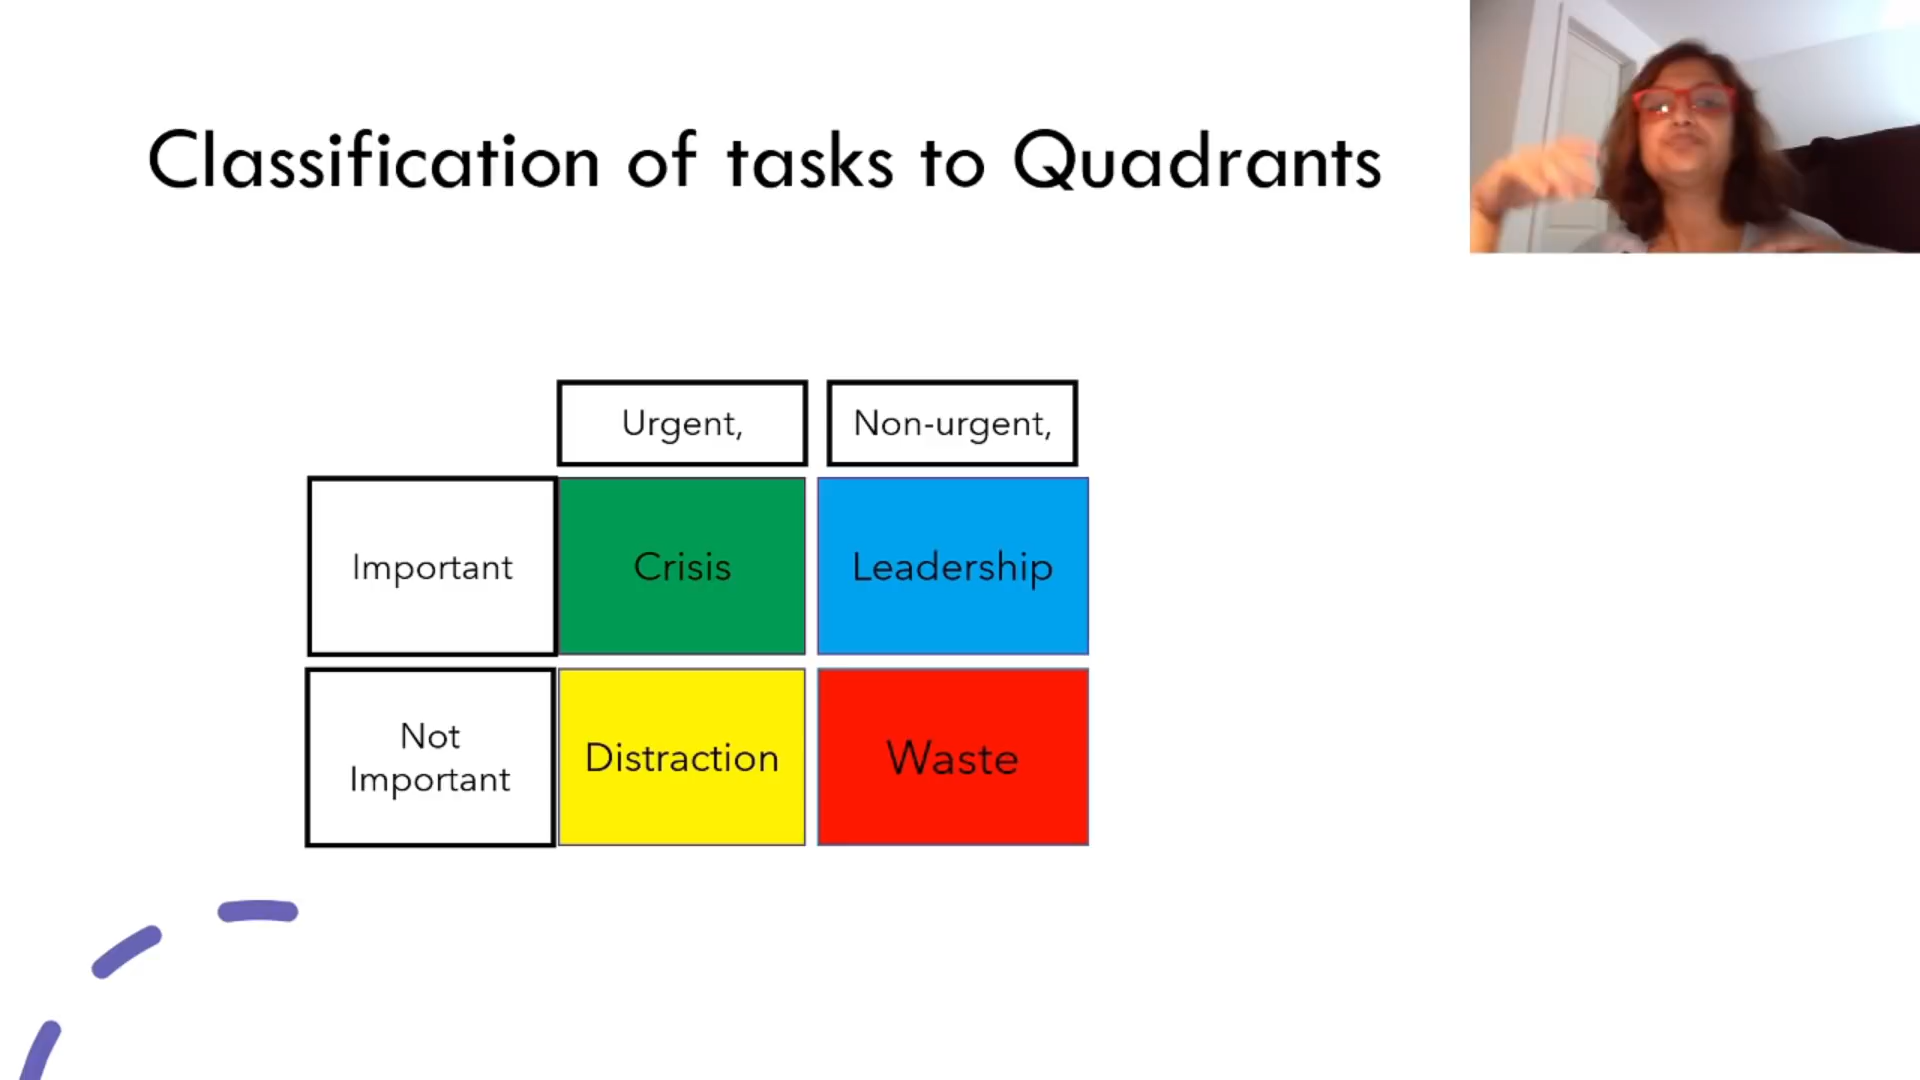 Classification of tasks to Quadrants
Urgent,
Non-urgent,
Important
Crisis
Leadership
Not
Important
Distraction
Waste